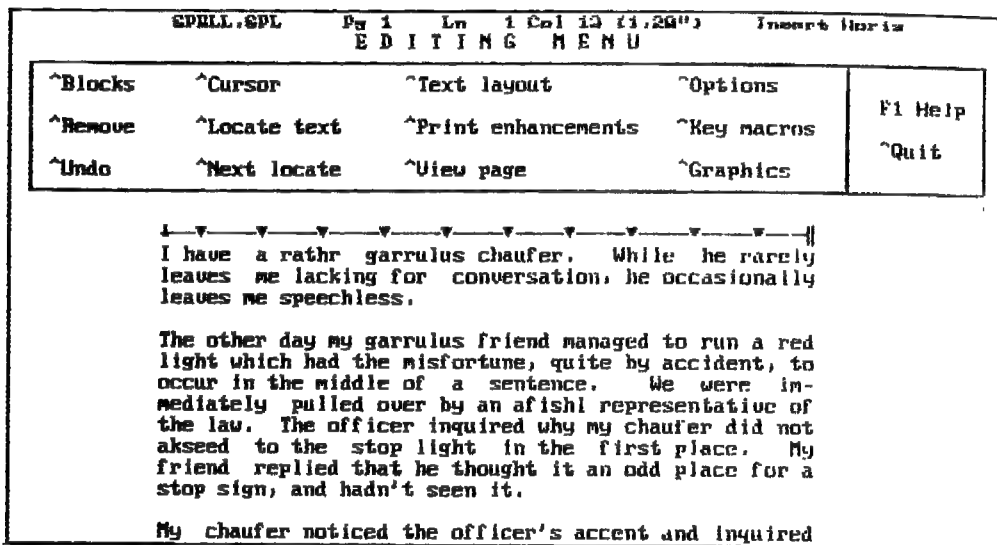 SPELL.SPL Pg 1 Ln 1 Col 13 (1.20") Insert Horiz
E D I T I N G M E N U
^Blocks ^Cursor ^Text layout ^Options F1 Help
^Remove ^Locate text ^Print enhancements ^Key macros ^Quit
^Undo ^Next locate ^View page ^Graphics
I have a rathr garrulus chaufer. While he rarely
leaves me lacking for conversation, he occasionally
leaves me speechless.
The other day my garrulus friend managed to run a red
light which had the misfortune, quite by accident, to
occur in the middle of a sentence. We were im-
mediately pulled over by an afishl representative of
the law. The officer inquired why my chaufer did not
akseed to the stop light in the first place. My
friend replied that he thought it an odd place for a
stop sign, and hadn't seen it.
My chaufer noticed the officer's accent and inquired